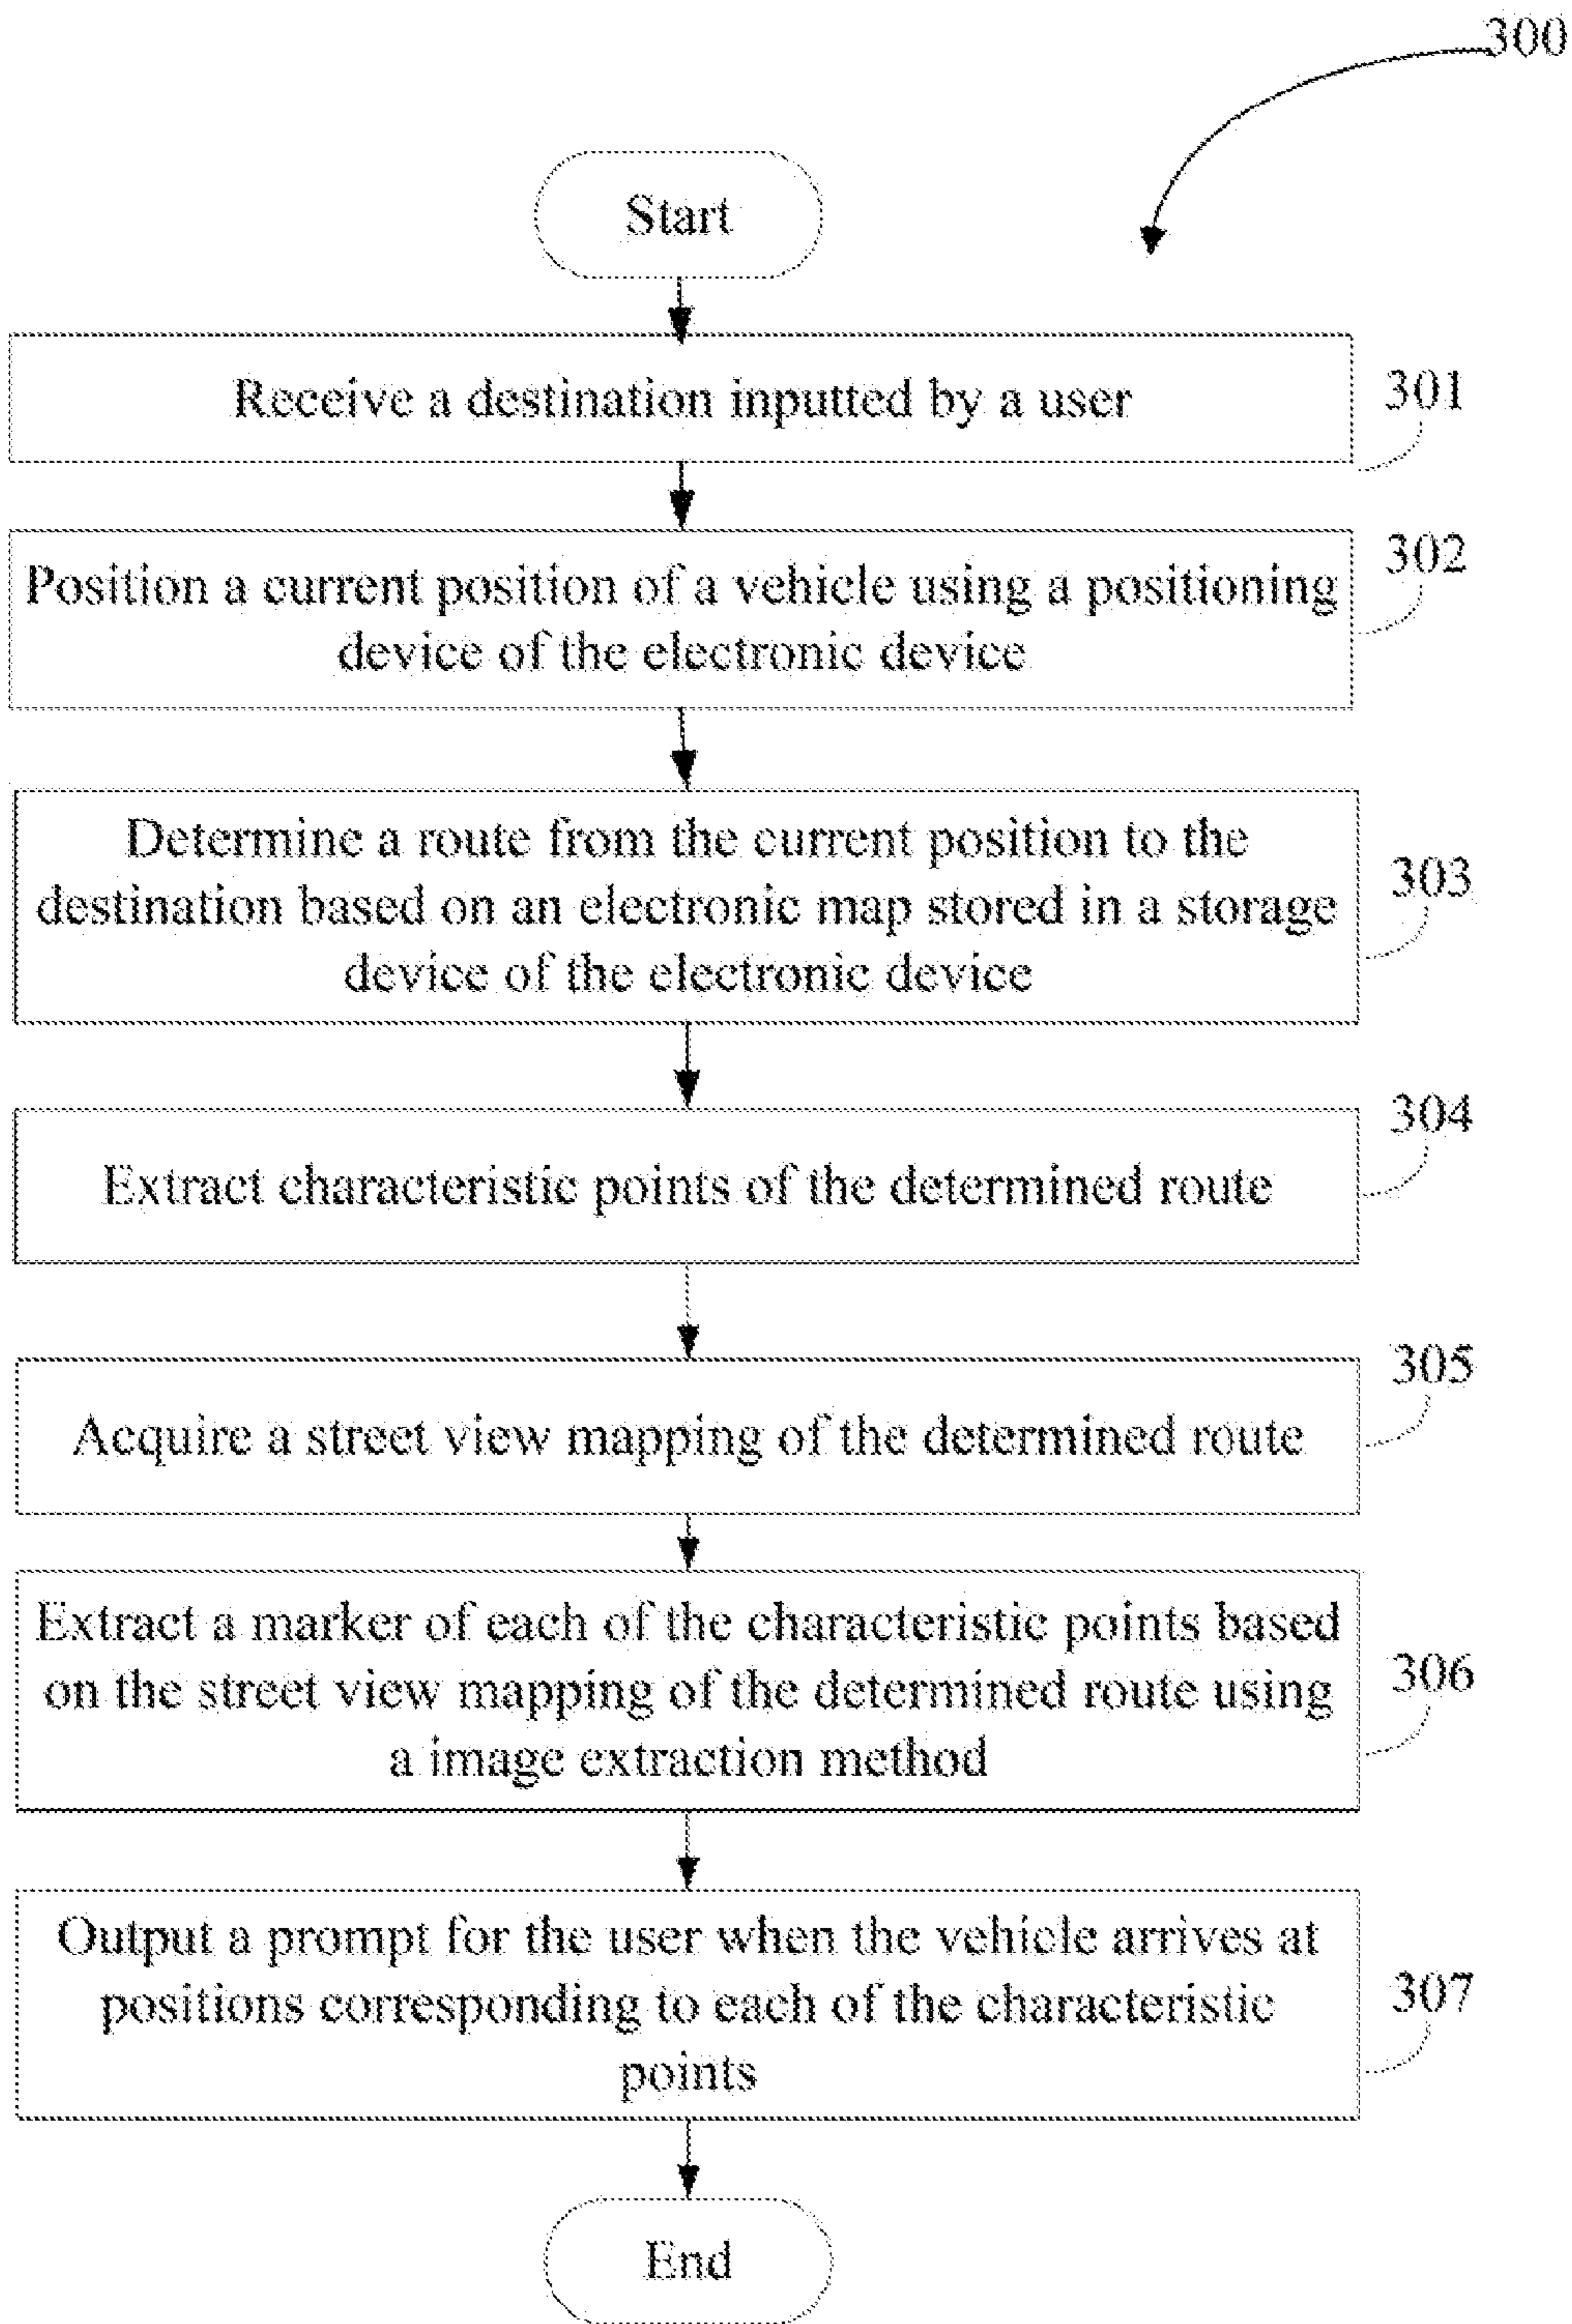 300
Start
Receive a destination inputted by a user
301
Position a current position of a vehicle using a positioning
device of the electronic device
302
Determine a route from the current position to the
destination based on an electronic map stored in a storage
device of the electronic device
303
Extract characteristic points of the determined route
304
Acquire a street view mapping of the determined route
305
Extract a marker of each of the characteristic points based
on the street view mapping of the determined route using
a image extraction method
306
Output a prompt for the user when the vehicle arrives at
positions corresponding to each of the characteristic
points
307
End